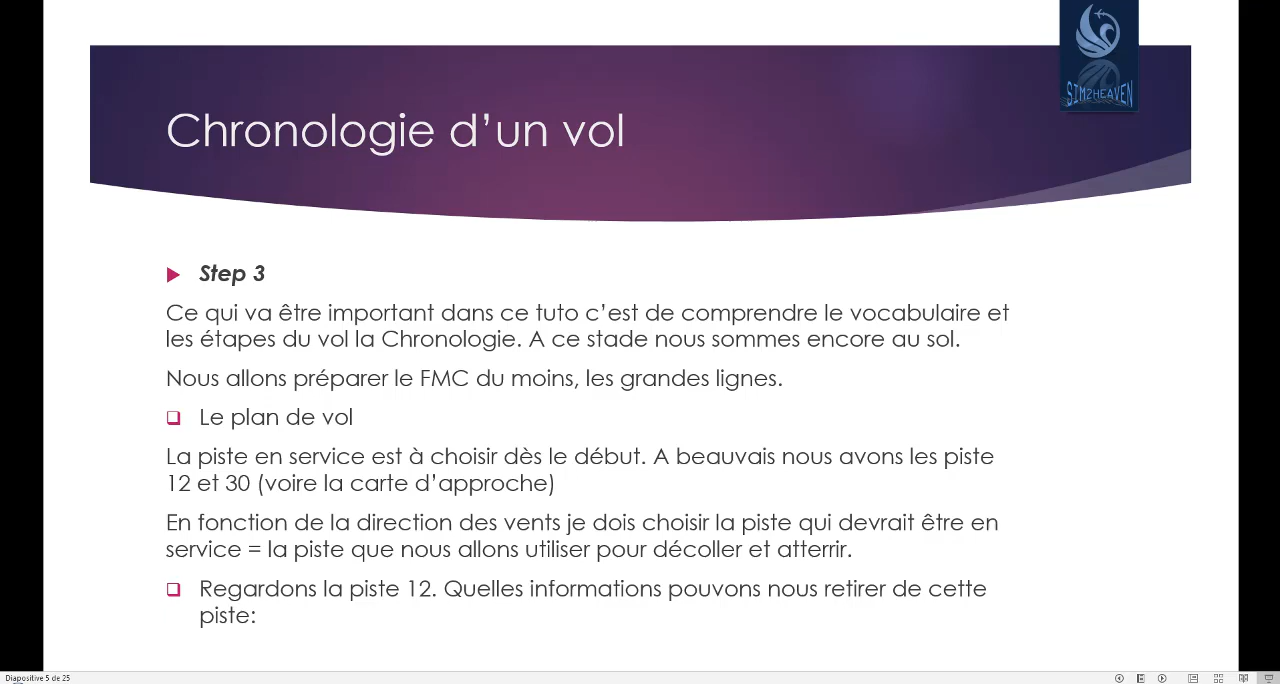 SIM2HEAVEN
Chronologie d’un vol
Step 3
Ce qui va être important dans ce tuto c’est de comprendre le vocabulaire et
les étapes du vol la Chronologie. A ce stade nous sommes encore au sol.
Nous allons préparer le FMC du moins, les grandes lignes.
Le plan de vol
La piste en service est à choisir dès le début. A beauvais nous avons les piste
12 et 30 (voire la carte d’approche)
En fonction de la direction des vents je dois choisir la piste qui devrait être en
service = la piste que nous allons utiliser pour décoller et atterrir.
Regardons la piste 12. Quelles informations pouvons nous retirer de cette
piste:
Diapositive 5 de 25